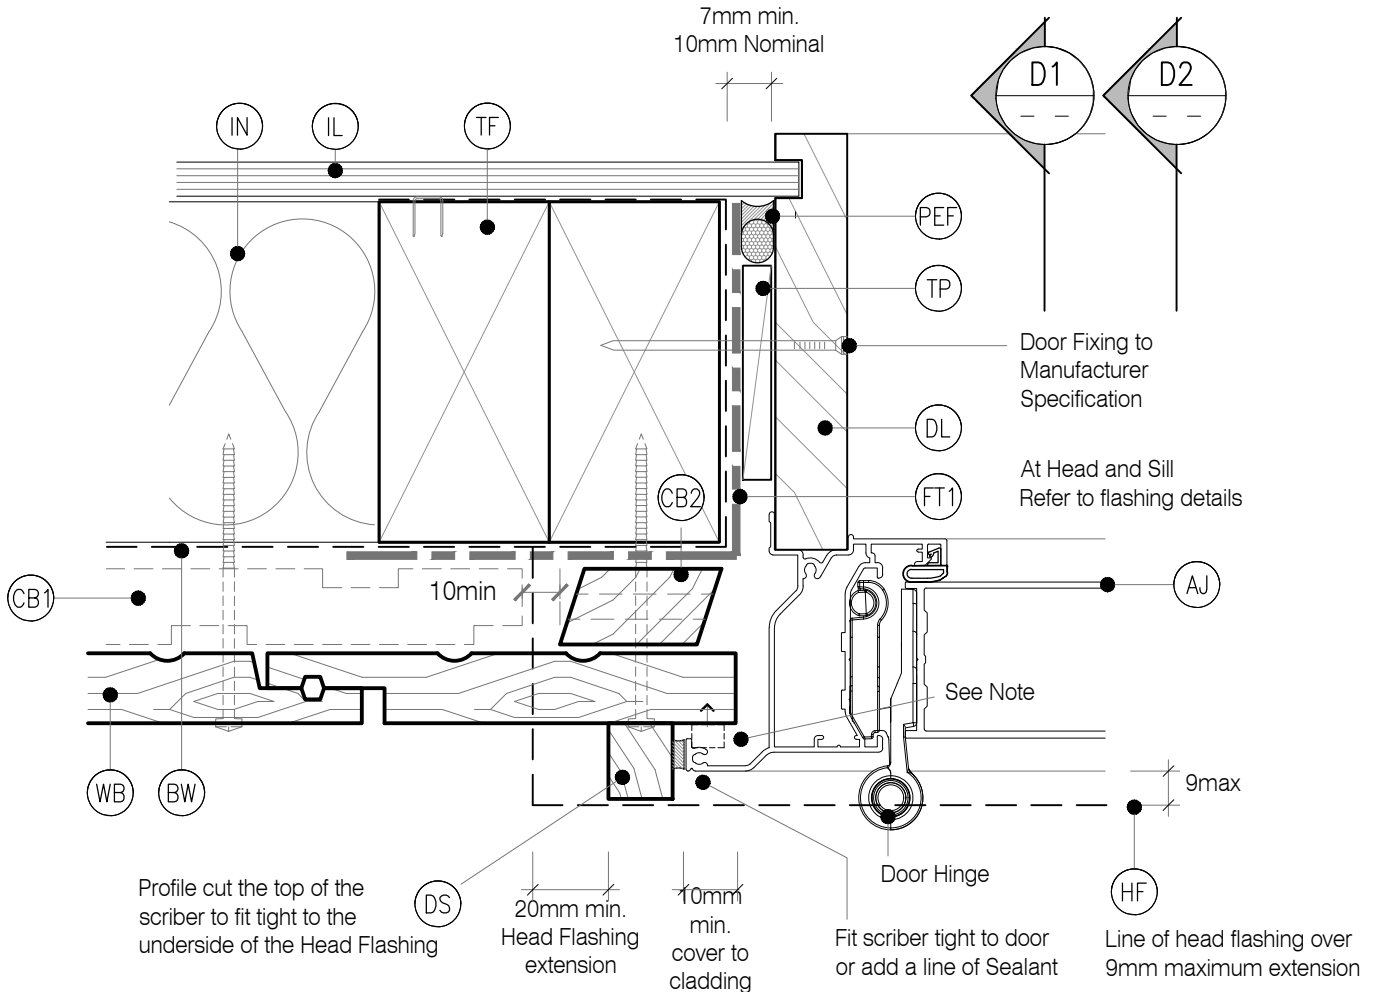 7mm min.
10mm Nominal
D1
D2
IN
IL
TF
PEF
TP
Door Fixing to
Manufacturer
Specification
DL
At Head and Sill
Refer to flashing details
CB2
FT1
10min
CB1
AJ
See Note
WB
BW
9max
Door Hinge
HF
DS
Profile cut the top of the
scriber to fit tight to the
underside of the Head Flashing
20mm min.
Head Flashing
extension
10mm
min.
cover to
cladding
Fit scriber tight to door
or add a line of Sealant
Line of head flashing over
9mm maximum extension